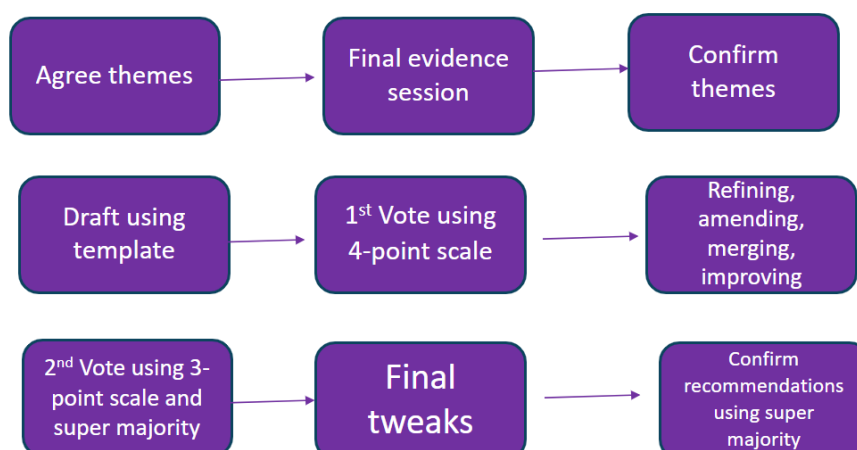 Agree themes
Final evidence
session
Confirm
themes
Draft using
template
1st Vote using
4-point scale
Refining,
amending,
merging,
improving
2nd Vote using 3-
point scale and
super majority
Final
tweaks
Confirm
recommendations
using super
majority